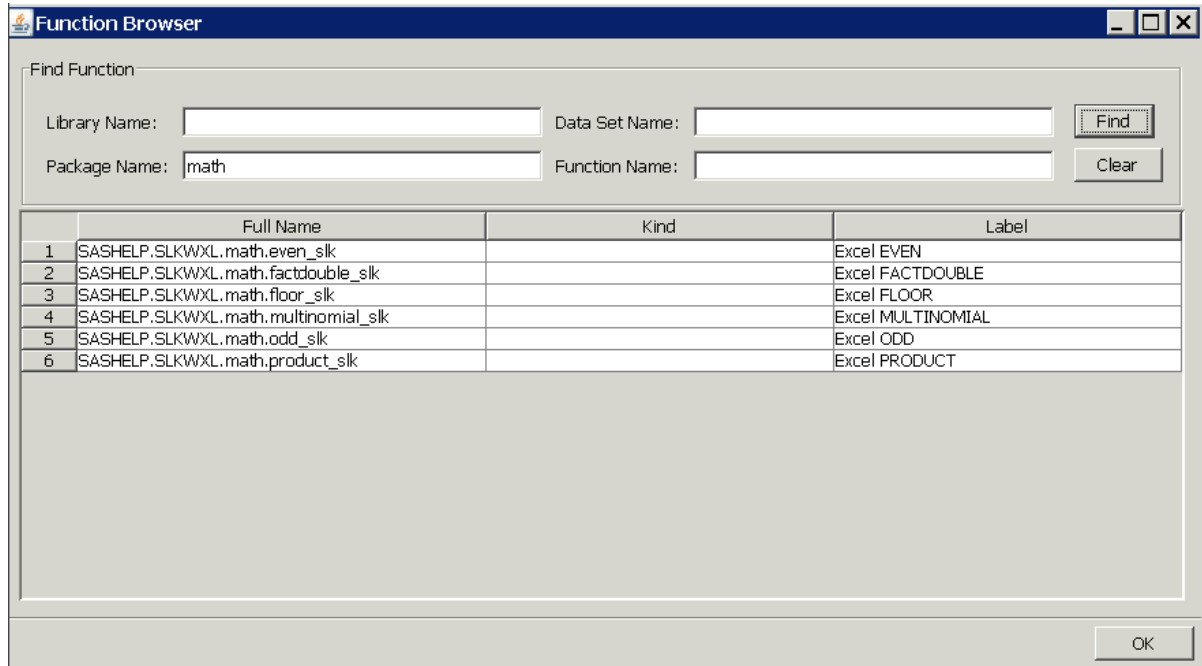 Function Browser
Find Function
Library Name: Data Set Name: Find
Package Name: math Function Name: Clear
Full Name Kind Label
1 SASHELP.SLKWXL.math.even_slk Excel EVEN
2 SASHELP.SLKWXL.math.factdouble_slk Excel FACTDOUBLE
3 SASHELP.SLKWXL.math.floor_slk Excel FLOOR
4 SASHELP.SLKWXL.math.multinomial_slk Excel MULTINOMIAL
5 SASHELP.SLKWXL.math.odd_slk Excel ODD
6 SASHELP.SLKWXL.math.product_slk Excel PRODUCT
OK